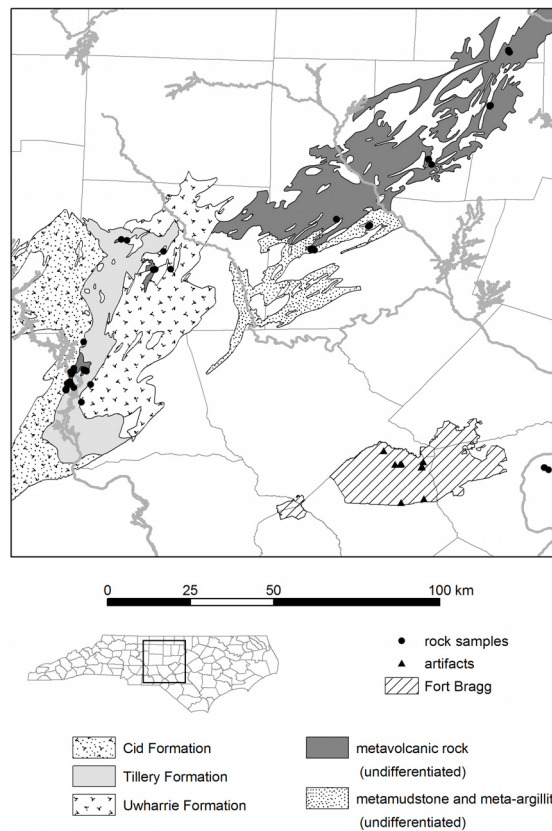 0 25 50 100 km
rock samples
artifacts
Fort Bragg
Cid Formation
Tillery Formation
Uwharrie Formation
metavolcanic rock
(undifferentiated)
metamudstone and meta-argillit
(undifferentiated)